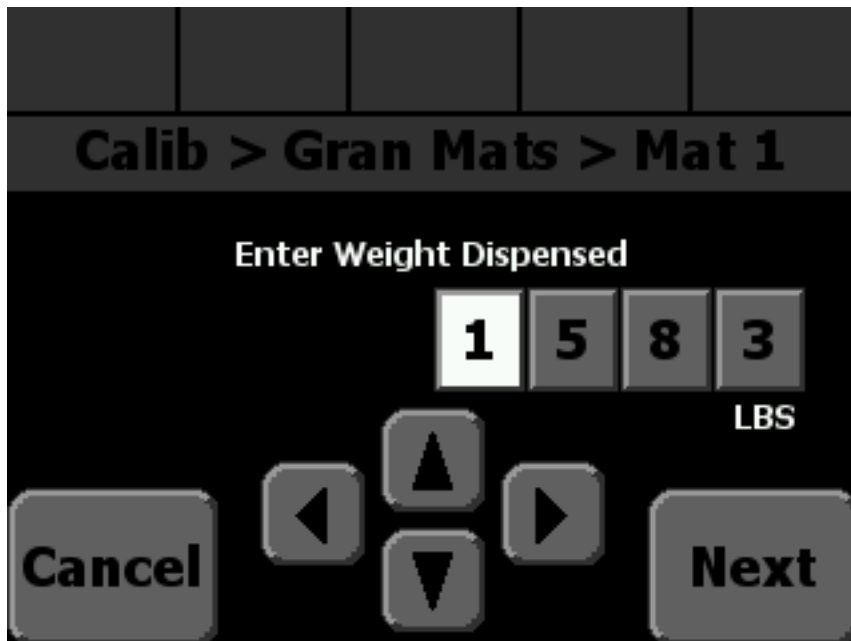 Calib > Gran Mats > Mat 1
Enter Weight Dispensed
1 5 8 3
LBS
Cancel Next